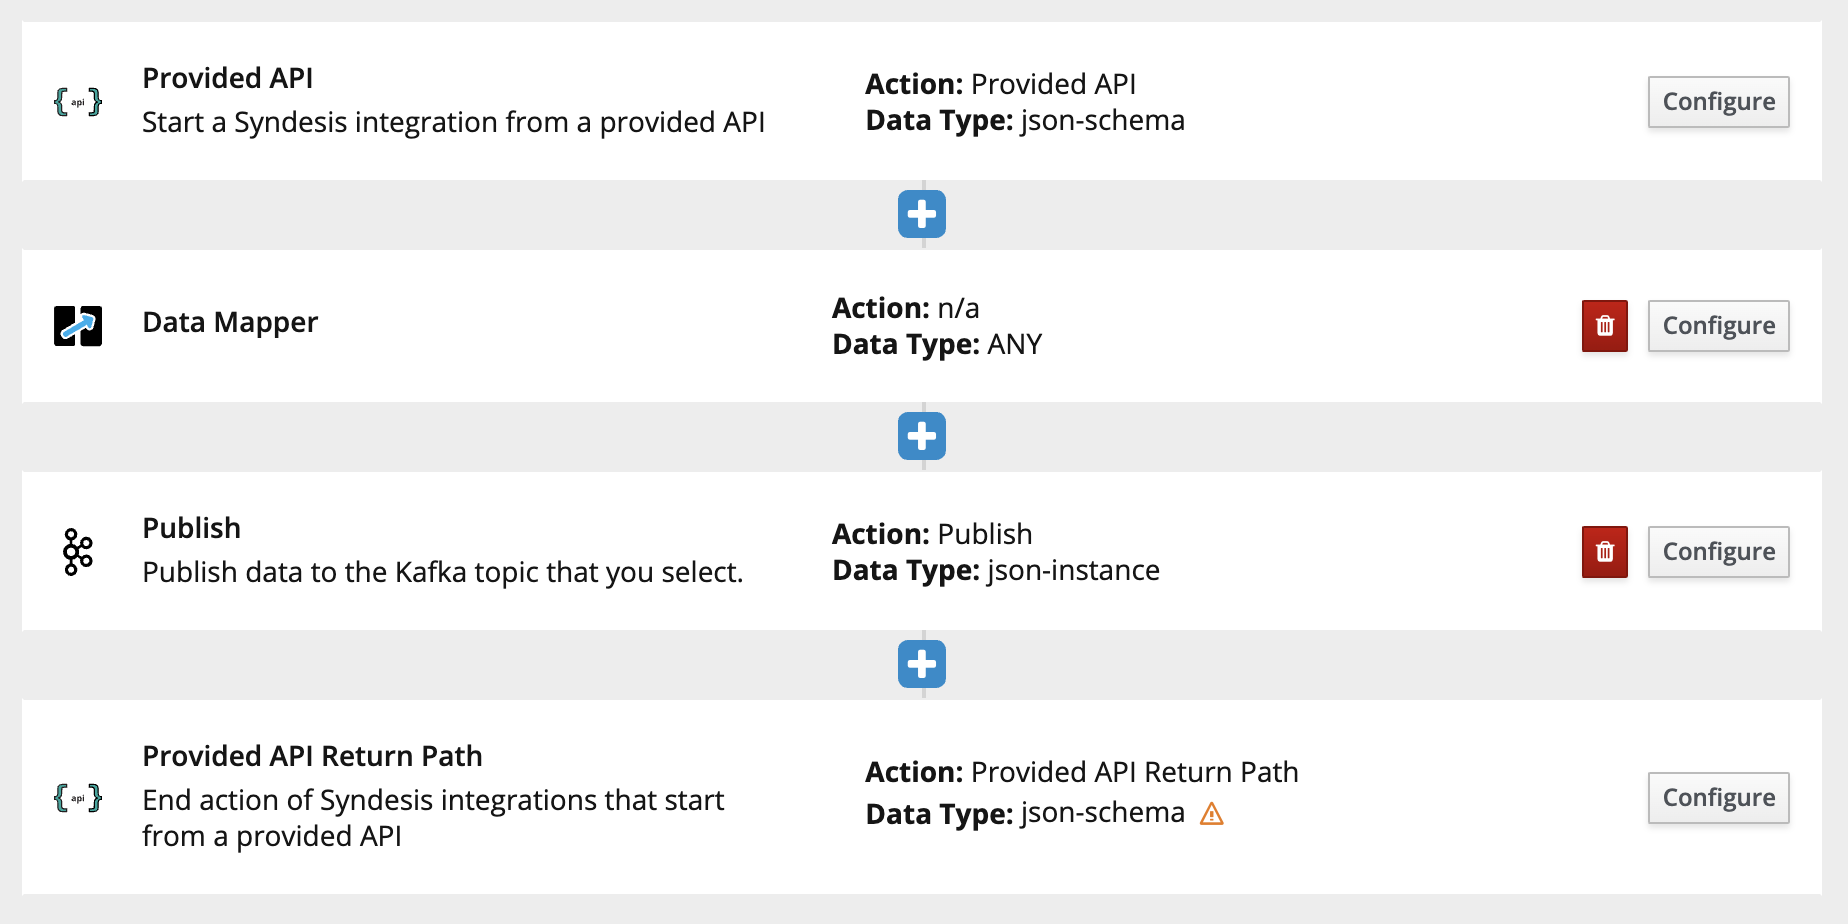 { api }
Provided API
Start a Syndesis integration from a provided API
Action: Provided API
Data Type: json-schema
Configure
Data Mapper
Action: n/a
Data Type: ANY
Configure
Publish
Publish data to the Kafka topic that you select.
Action: Publish
Data Type: json-instance
Configure
{ api }
Provided API Return Path
End action of Syndesis integrations that start
from a provided API
Action: Provided API Return Path
Data Type: json-schema
Configure